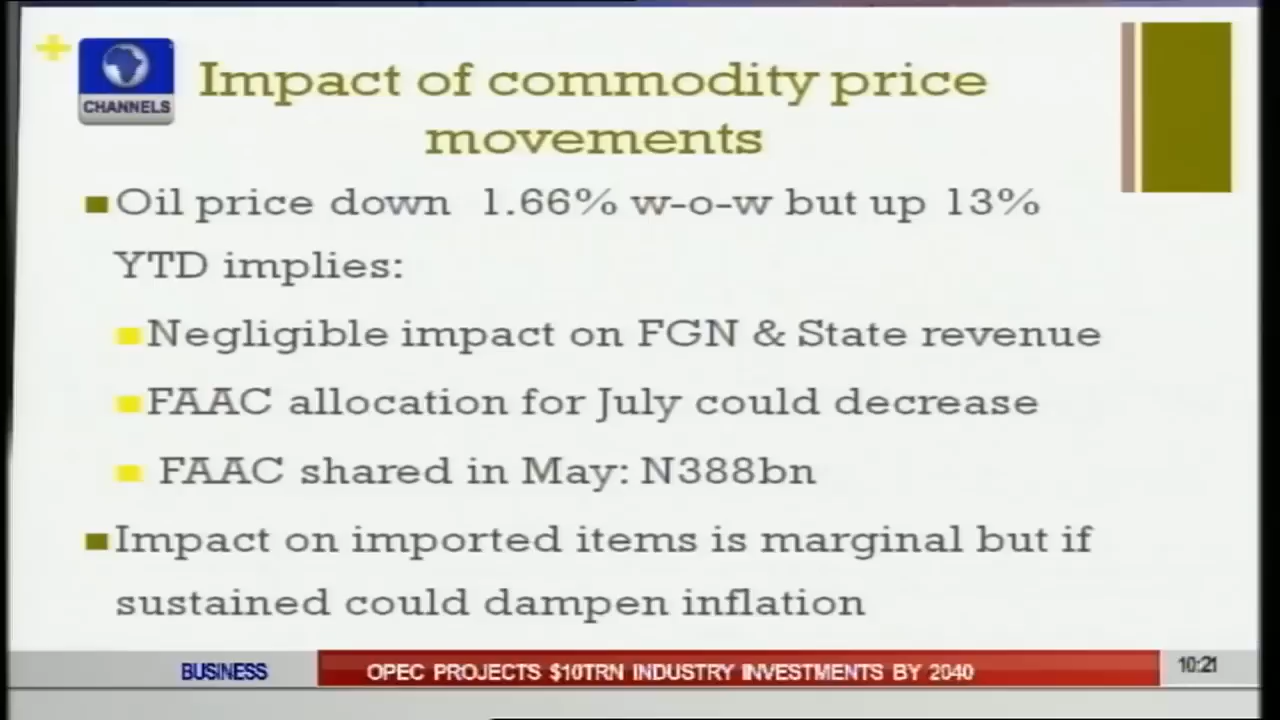 CHANNELS
Impact of commodity price
movements
Oil price down 1.66% w-o-w but up 13%
YTD implies:
Negligible impact on FGN & State revenue
FAAC allocation for July could decrease
FAAC shared in May: N388bn
Impact on imported items is marginal but if
sustained could dampen inflation
BUSINESS
OPEC PROJECTS $10TRN INDUSTRY INVESTMENTS BY 2040
10:21